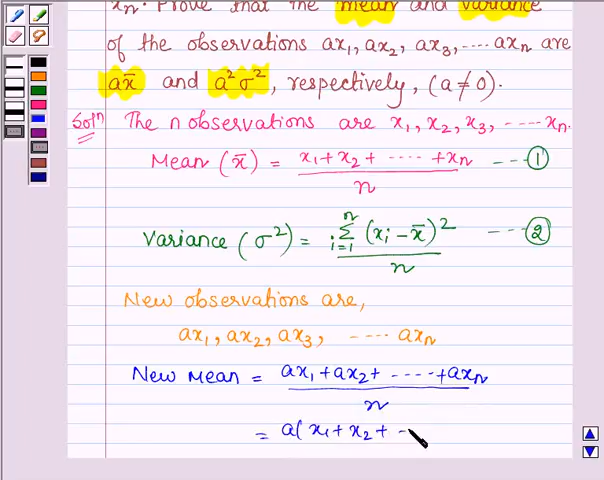 xn. Prove that the mean and variance
of the observations ax₁, ax₂, ax₃, ---- axn are
ax̄ and a²σ², respectively, (a≠0).
Solⁿ The n observations are x₁, x₂, x₃, ---- xn.
Mean (x̄) = x₁+x₂+ ---- +xn / n ---①
Variance (σ²) = ⁿΣi=1 (xi-x̄)² / n ---②
New observations are,
ax₁, ax₂, ax₃, ---- axn
New Mean = ax₁+ax₂+ ---- +axn / n
= a( x₁+x₂+ -